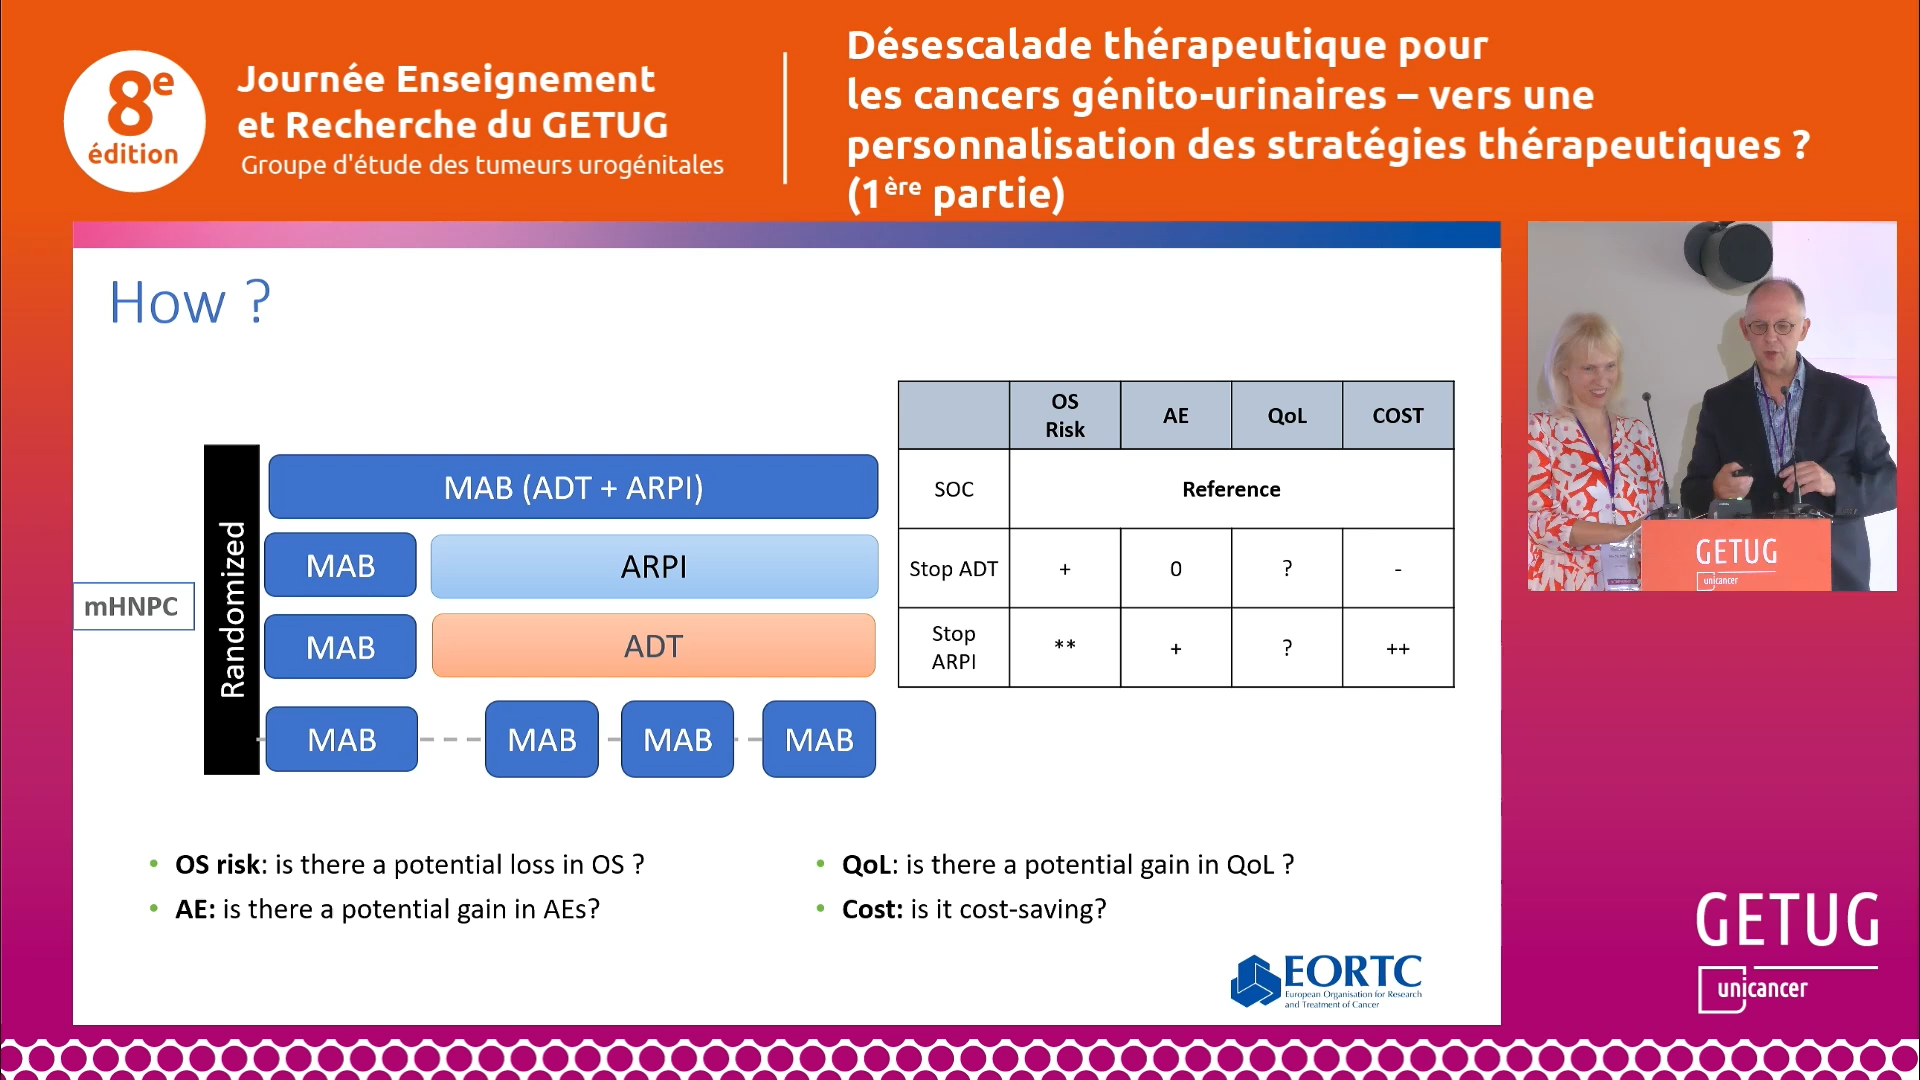 8e
édition
Journée Enseignement
et Recherche du GETUG
Groupe d'étude des tumeurs urogénitales
Désescalade thérapeutique pour
les cancers génito-urinaires – vers une
personnalisation des stratégies thérapeutiques ?
(1ère partie)
How ?
mHNPC
Randomized
MAB (ADT + ARPI)
MAB ARPI
MAB ADT
MAB MAB MAB MAB
OS Risk AE QoL COST
SOC Reference
Stop ADT + 0 ? -
Stop ARPI ** + ? ++
• OS risk: is there a potential loss in OS ?
• AE: is there a potential gain in AEs?
• QoL: is there a potential gain in QoL ?
• Cost: is it cost-saving?
EORTC
European Organisation for Research
and Treatment of Cancer
GETUG
unicancer
GETUG
unicancer